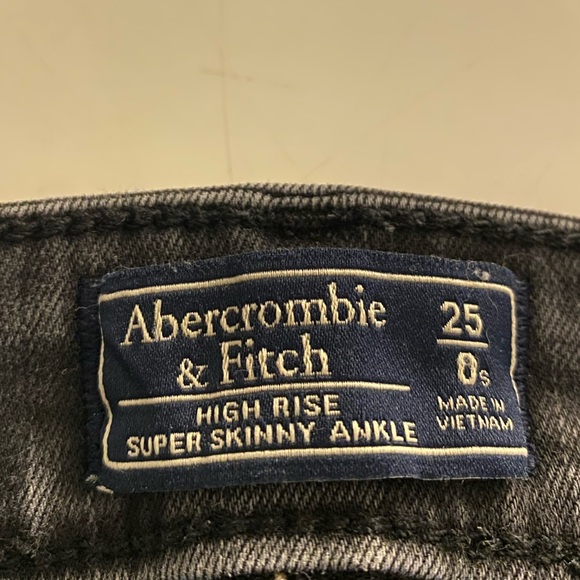 Abercrombie
& Fitch
HIGH RISE
SUPER SKINNY ANKLE
25
0s
MADE IN
VIETNAM